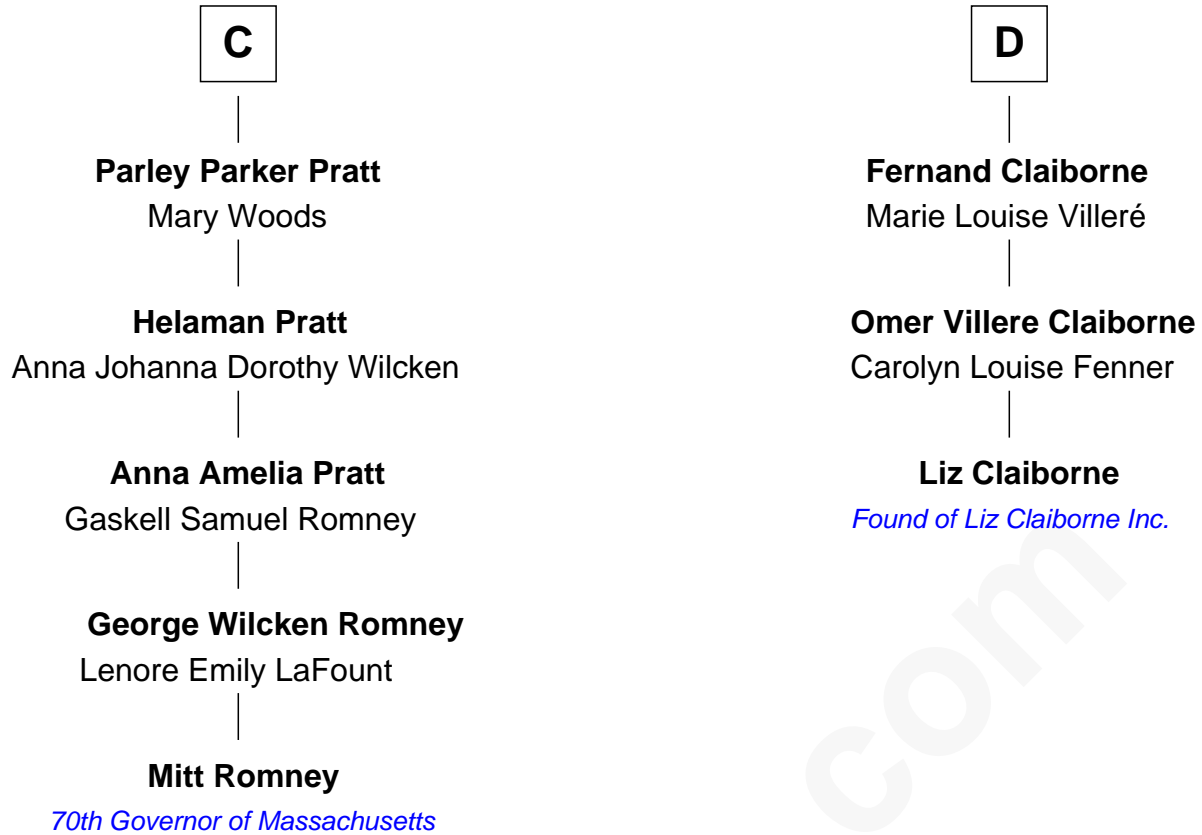 C
Parley Parker Pratt
Mary Woods
Helaman Pratt
Anna Johanna Dorothy Wilcken
Anna Amelia Pratt
Gaskell Samuel Romney
George Wilcken Romney
Lenore Emily LaFount
Mitt Romney
70th Governor of Massachusetts
D
Fernand Claiborne
Marie Louise Villeré
Omer Villere Claiborne
Carolyn Louise Fenner
Liz Claiborne
Found of Liz Claiborne Inc.
com